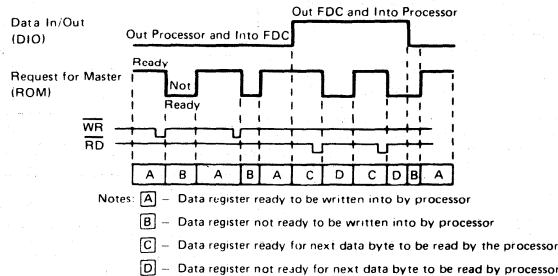 Data In/Out
(DIO)
Out Processor and Into FDC
Out FDC and Into Processor
Request for Master
(ROM)
Ready
Not
Ready
WR
RD
A B A B A C D C D B A
Notes: A – Data register ready to be written into by processor
B – Data register not ready to be written into by processor
C – Data register ready for next data byte to be read by the processor
D – Data register not ready for next data byte to be read by processor